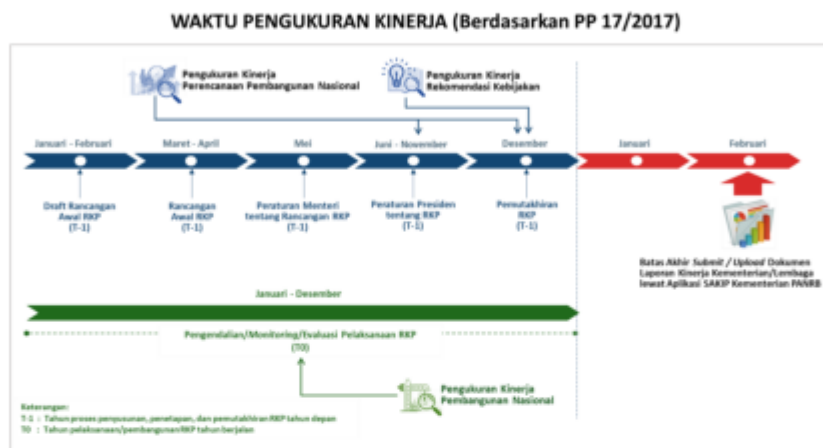 WAKTU PENGUKURAN KINERJA (Berdasarkan PP 17/2017)
Pengukuran Kinerja
Perencanaan Pembangunan Nasional
Pengukuran Kinerja
Rekomendasi Kebijakan
Januari - Februari
Maret - April
Mei
Juni - November
Desember
Januari
Februari
Draft Rancangan
Awal RKP
(T-1)
Rancangan
Awal RKP
(T-1)
Peraturan Menteri
tentang Rancangan RKP
(T-1)
Peraturan Presiden
tentang RKP
(T-1)
Pemutakhiran
RKP
(T-1)
Batas Akhir Submit / Upload Dokumen
Laporan Kinerja Kementerian/Lembaga
lewat Aplikasi SAKIP Kementerian PANRB
Januari - Desember
Pengendalian/Monitoring/Evaluasi Pelaksanaan RKP
(T0)
Pengukuran Kinerja
Pembangunan Nasional
Keterangan:
T-1 : Tahun proses penyusunan, penetapan, dan pemutakhiran RKP tahun depan
T0 : Tahun pelaksanaan/pembangunan RKP tahun berjalan